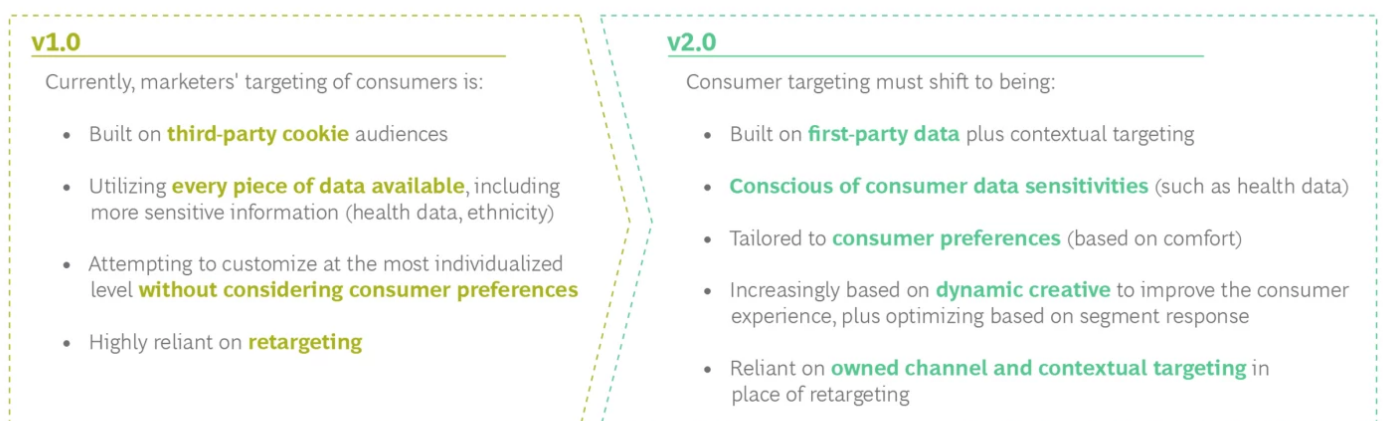 v1.0
Currently, marketers' targeting of consumers is:
• Built on third-party cookie audiences
• Utilizing every piece of data available, including
more sensitive information (health data, ethnicity)
• Attempting to customize at the most individualized
level without considering consumer preferences
• Highly reliant on retargeting
v2.0
Consumer targeting must shift to being:
• Built on first-party data plus contextual targeting
• Conscious of consumer data sensitivities (such as health data)
• Tailored to consumer preferences (based on comfort)
• Increasingly based on dynamic creative to improve the consumer
experience, plus optimizing based on segment response
• Reliant on owned channel and contextual targeting in
place of retargeting